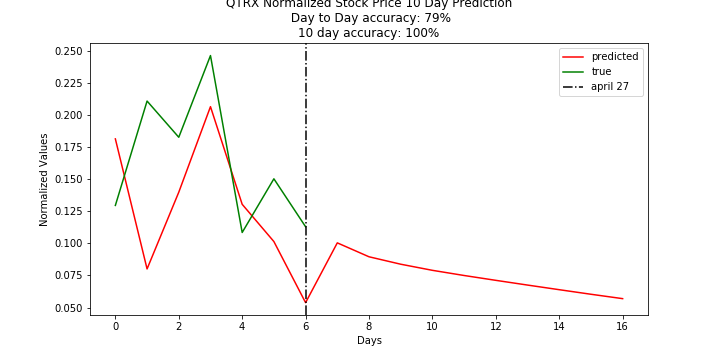 QTRX Normalized Stock Price 10 Day Prediction
Day to Day accuracy: 79%
10 day accuracy: 100%
predicted
true
april 27
Normalized Values
0.250
0.225
0.200
0.175
0.150
0.125
0.100
0.075
0.050
0 2 4 6 8 10 12 14 16
Days